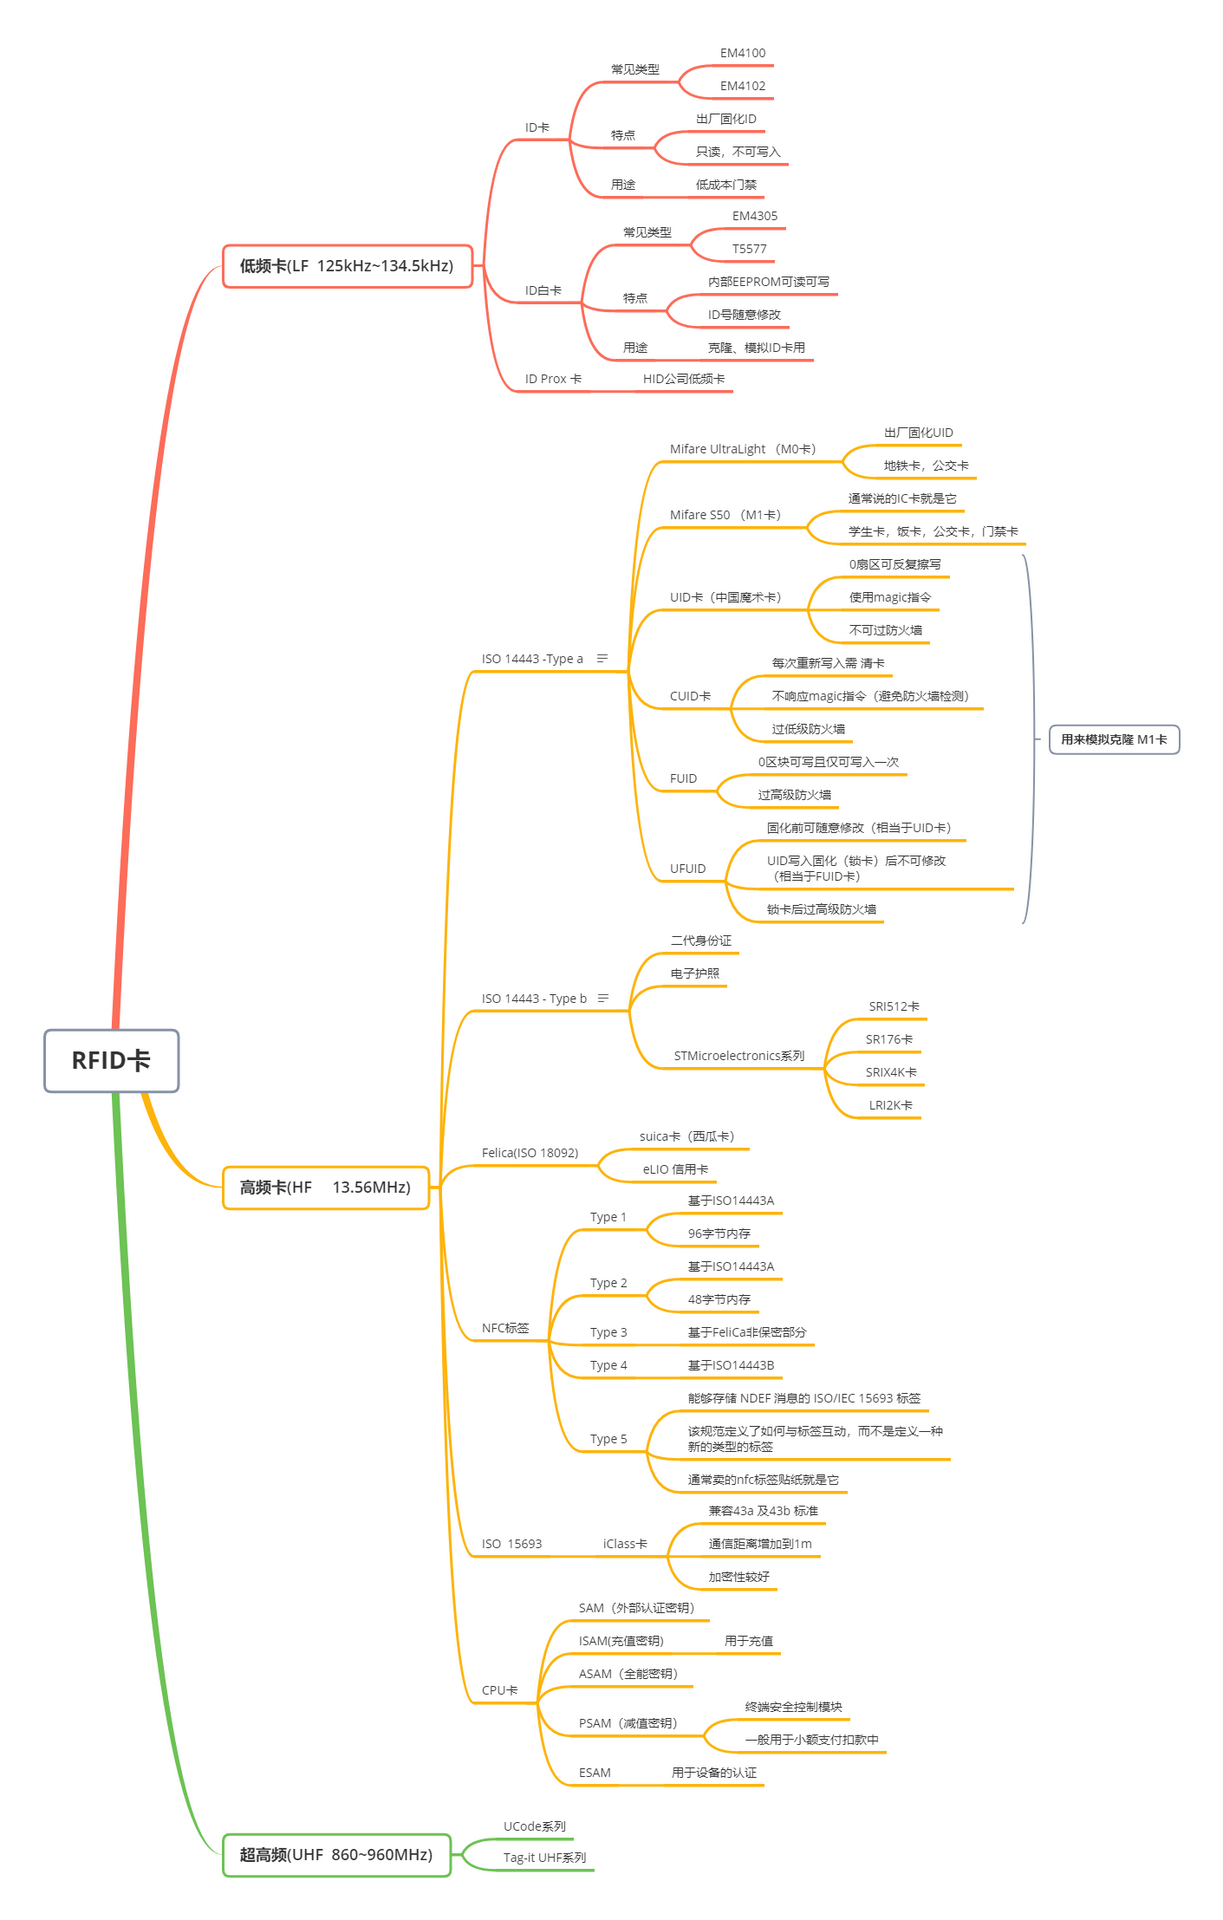 RFID卡
低频卡(LF 125kHz~134.5kHz)
ID卡
常见类型
EM4100
EM4102
特点
出厂固化ID
只读，不可写入
用途
低成本门禁
ID白卡
常见类型
EM4305
T5577
特点
内部EEPROM可读可写
ID号随意修改
用途
克隆、模拟ID卡用
ID Prox 卡
HID公司低频卡
高频卡(HF 13.56MHz)
ISO 14443 -Type a
Mifare UltraLight （M0卡）
出厂固化UID
地铁卡，公交卡
Mifare S50 （M1卡）
通常说的IC卡就是它
学生卡，饭卡，公交卡，门禁卡
UID卡（中国魔术卡）
0扇区可反复擦写
使用magic指令
不可过防火墙
CUID卡
每次重新写入需 清卡
不响应magic指令（避免防火墙检测）
过低级防火墙
FUID
0区块可写且仅可写入一次
过高级防火墙
UFUID
固化前可随意修改（相当于UID卡）
UID写入固化（锁卡）后不可修改
（相当于FUID卡）
锁卡后过高级防火墙
用来模拟克隆 M1卡
ISO 14443 - Type b
二代身份证
电子护照
STMicroelectronics系列
SRI512卡
SR176卡
SRIX4K卡
LRI2K卡
Felica(ISO 18092)
suica卡（西瓜卡）
eLIO 信用卡
NFC标签
Type 1
基于ISO14443A
96字节内存
Type 2
基于ISO14443A
48字节内存
Type 3
基于FeliCa非保密部分
Type 4
基于ISO14443B
Type 5
能够存储 NDEF 消息的 ISO/IEC 15693 标签
该规范定义了如何与标签互动，而不是定义一种
新的类型的标签
通常卖的nfc标签贴纸就是它
ISO 15693
iClass卡
兼容43a 及43b 标准
通信距离增加到1m
加密性较好
CPU卡
SAM（外部认证密钥）
ISAM(充值密钥)
用于充值
ASAM（全能密钥）
PSAM（减值密钥）
终端安全控制模块
一般用于小额支付扣款中
ESAM
用于设备的认证
超高频(UHF 860~960MHz)
UCode系列
Tag-it UHF系列